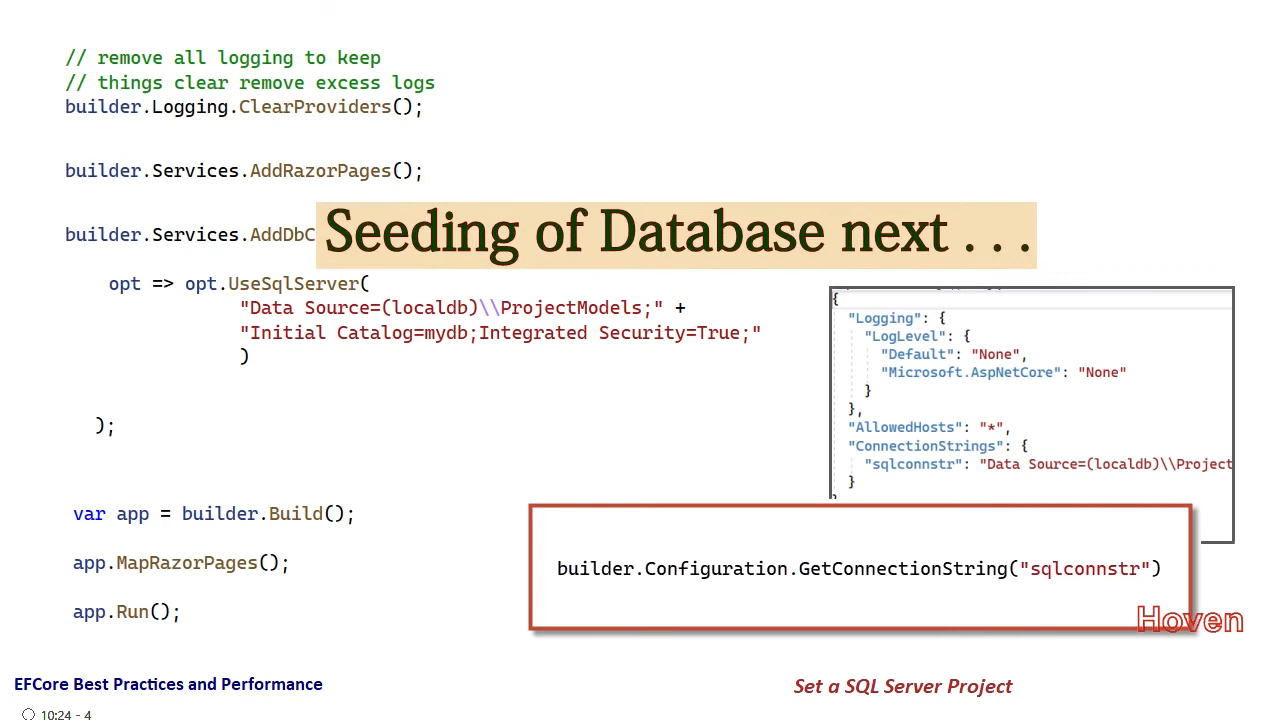 // remove all logging to keep
// things clear remove excess logs
builder.Logging.ClearProviders();
builder.Services.AddRazorPages();
builder.Services.AddDbC
Seeding of Database next . . .
opt => opt.UseSqlServer(
"Data Source=(localdb)\\ProjectModels;" +
"Initial Catalog=mydb;Integrated Security=True;"
)
);
{
"Logging": {
"LogLevel": {
"Default": "None",
"Microsoft.AspNetCore": "None"
}
},
"AllowedHosts": "*",
"ConnectionStrings": {
"sqlconnstr": "Data Source=(localdb)\\Project
}
var app = builder.Build();
app.MapRazorPages();
app.Run();
builder.Configuration.GetConnectionString("sqlconnstr")
Hoven
EFCore Best Practices and Performance
Set a SQL Server Project
10:24 - 4